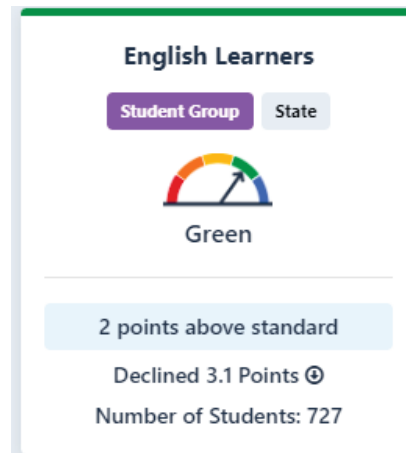 English Learners
Student Group State
Green
2 points above standard
Declined 3.1 Points
Number of Students: 727